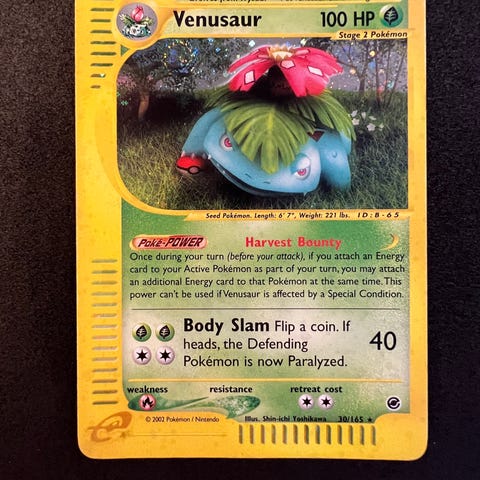 Venusaur 100 HP
Stage 2 Pokémon
Seed Pokémon. Length: 6' 7", Weight: 221 lbs. ID:B-65
Poké-POWER Harvest Bounty
Once during your turn (before your attack), if you attach an Energy
card to your Active Pokémon as part of your turn, you may attach
an additional Energy card to that Pokémon at the same time. This
power can't be used if Venusaur is affected by a Special Condition.
Body Slam Flip a coin. If
heads, the Defending 40
Pokémon is now Paralyzed.
weakness resistance retreat cost
© 2002 Pokémon / Nintendo Illus. Shin-ichi Yoshikawa 30/165 ★
e